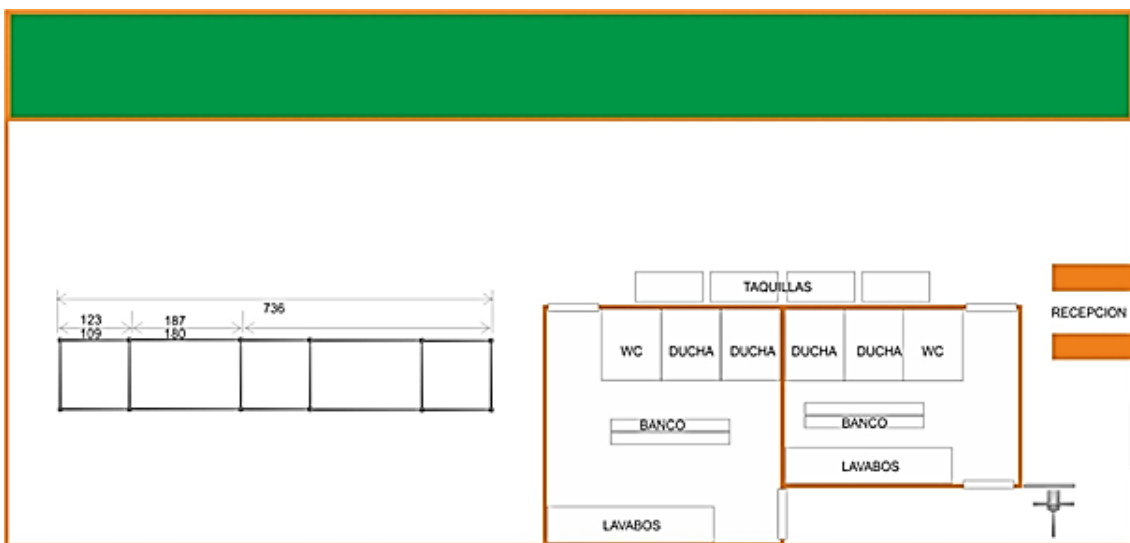 736
123 187
109 180
TAQUILLAS
RECEPCION
WC DUCHA DUCHA DUCHA DUCHA WC
BANCO
BANCO
LAVABOS
LAVABOS